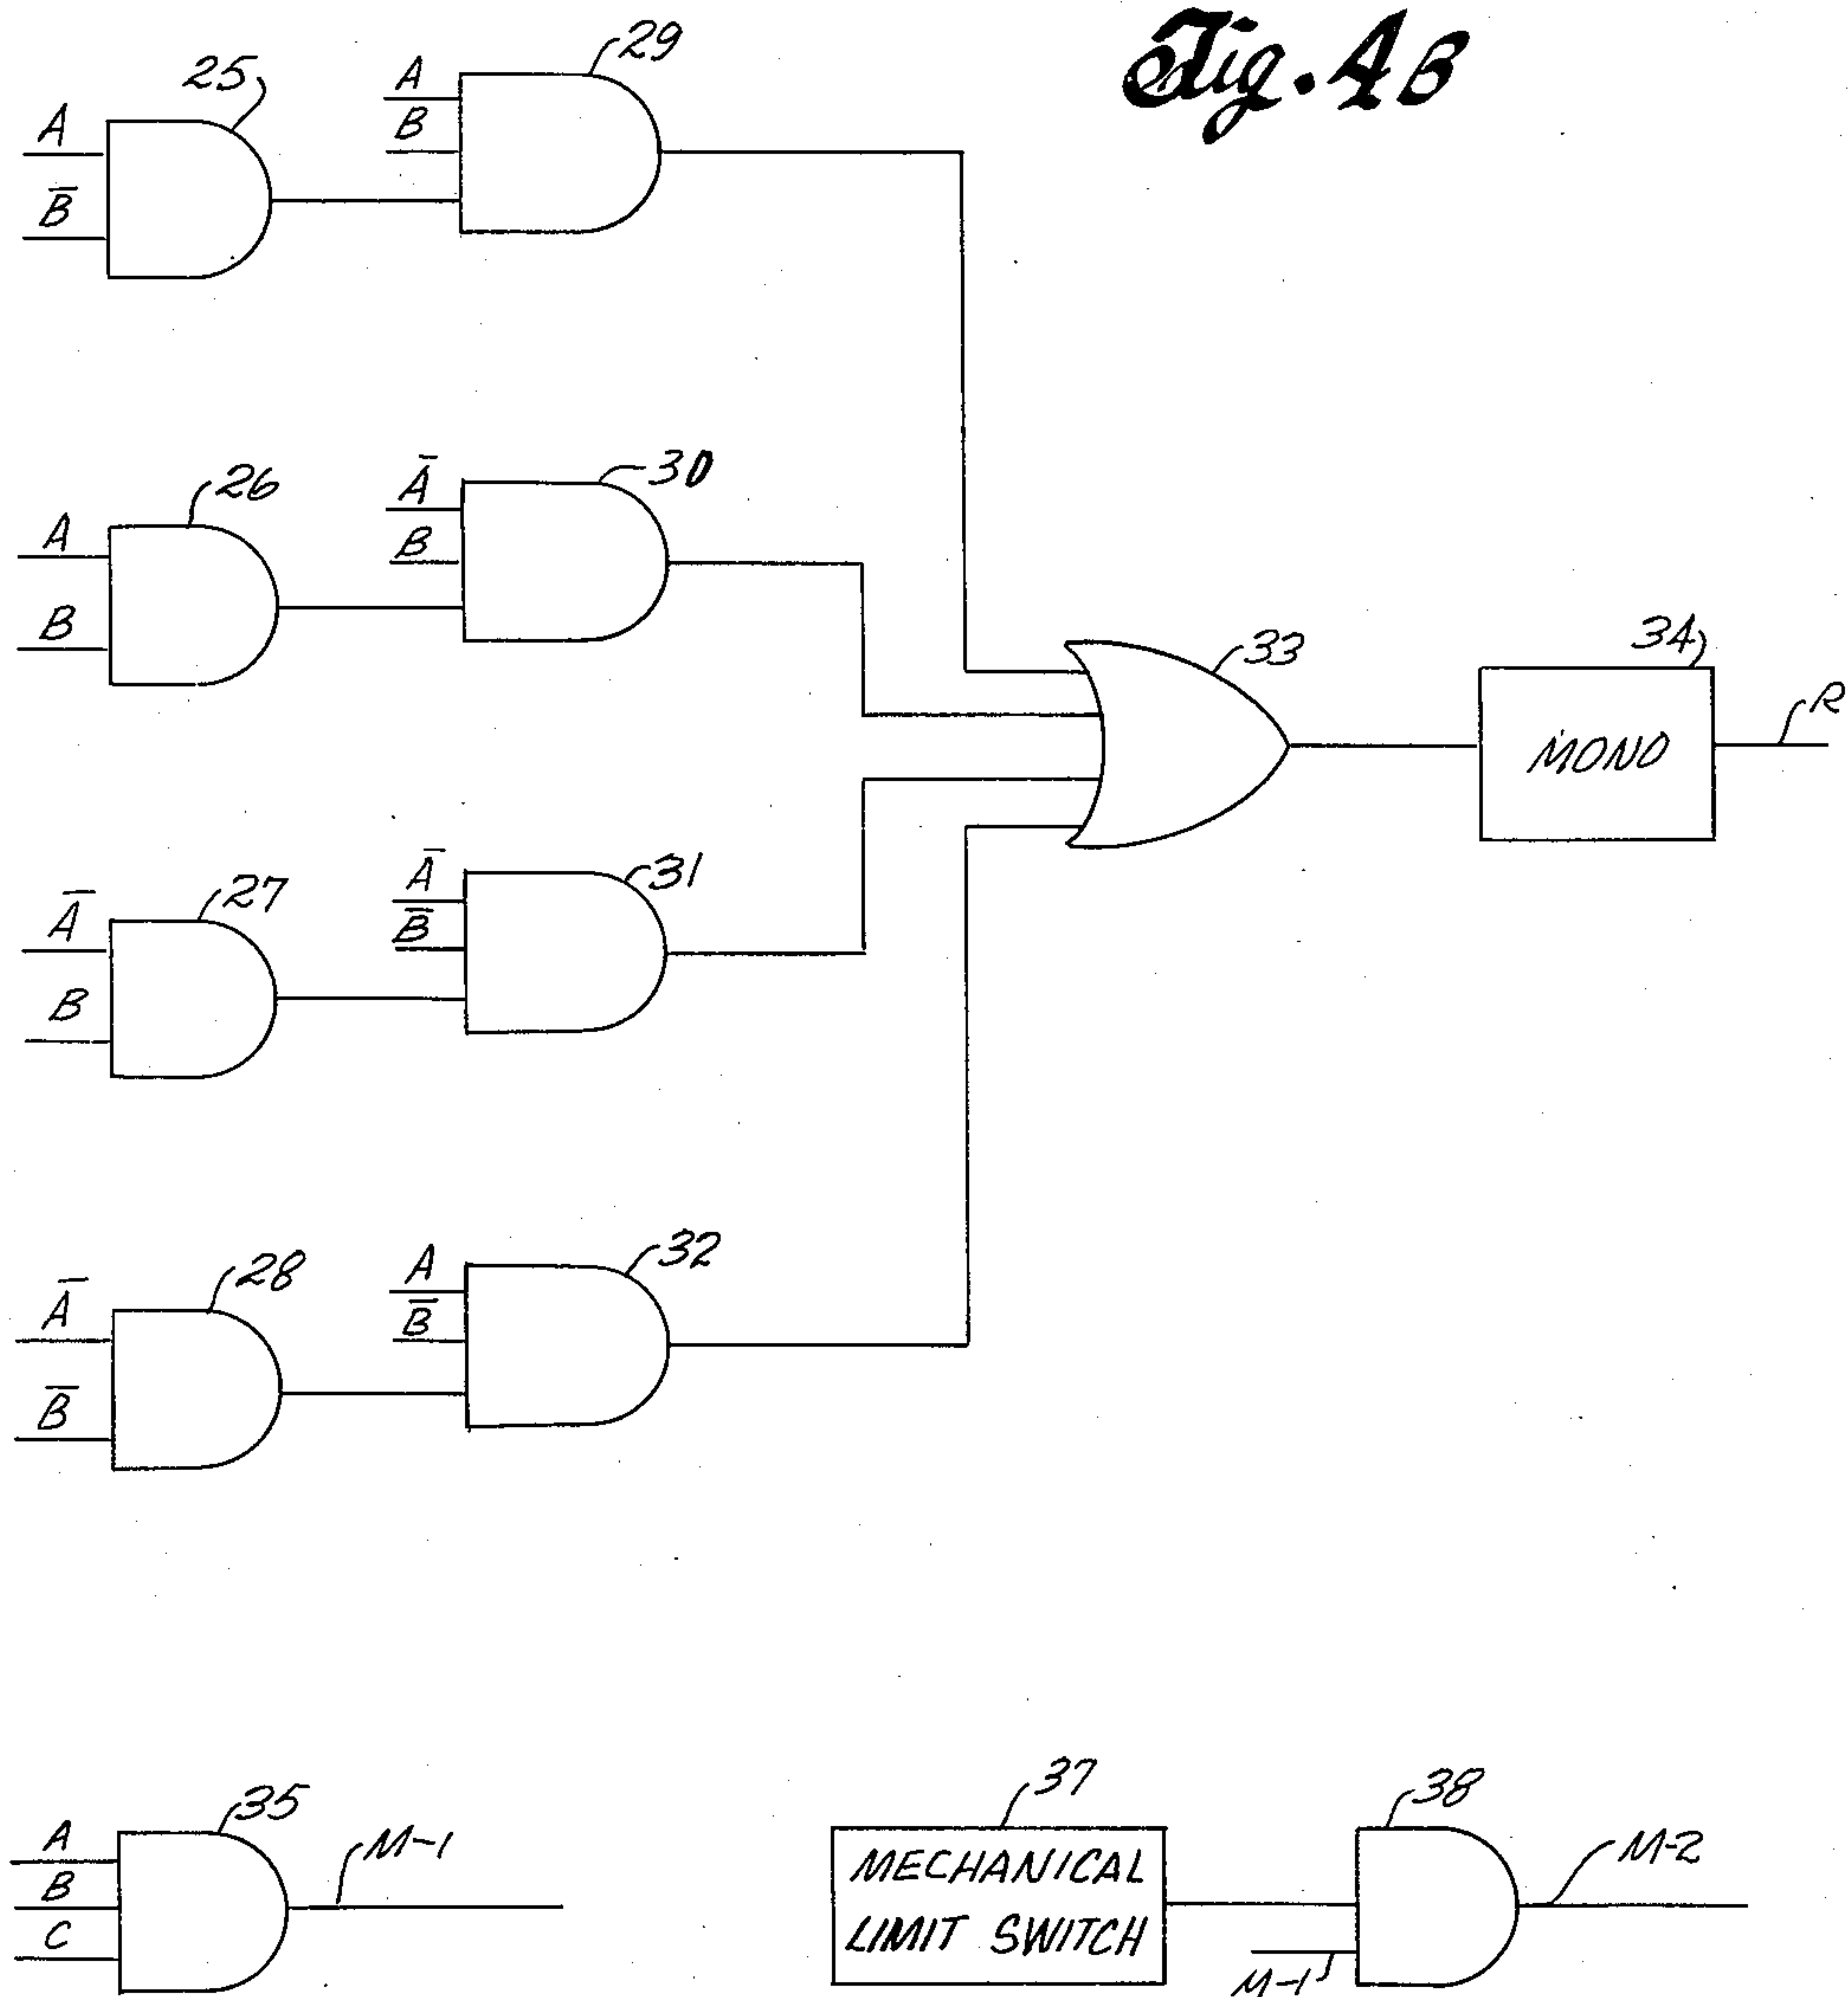 Fig. 4B
25
A
B̅
29
A
B
26
A
B
30
A̅
B
33
34
MONO
R
27
A̅
B
31
A̅
B̅
28
A̅
B̅
32
A
B̅
35
A
B
C
M-1
37
MECHANICAL
LIMIT SWITCH
38
M-1
M-2